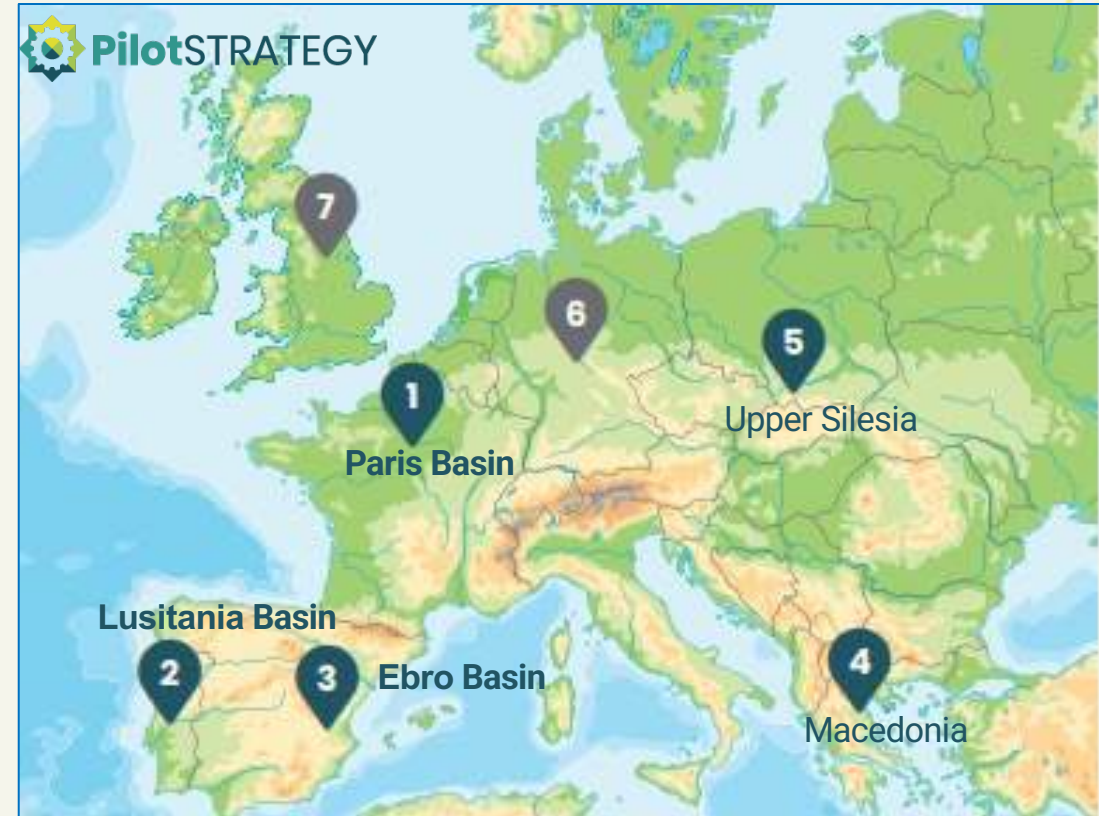 PilotSTRATEGY
7
6
5
1
Upper Silesia
Paris Basin
Lusitania Basin
2
3
Ebro Basin
4
Macedonia